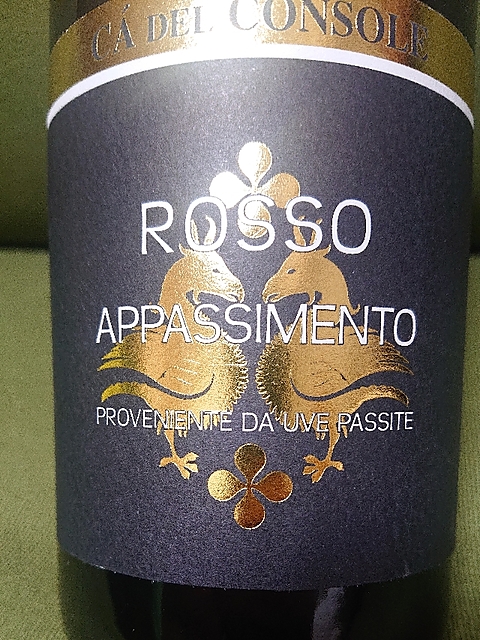 CÁ DEL CONSOLE
ROSSO
APPASSIMENTO
PROVENIENTE DA UVE PASSITE